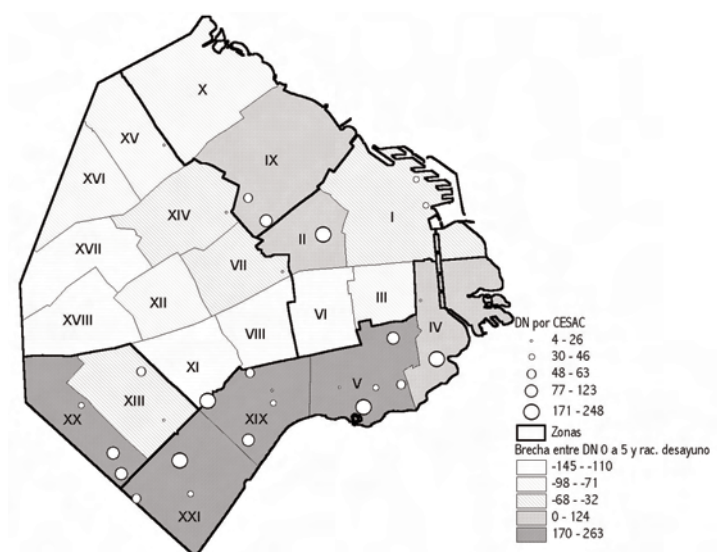 X
XV
IX
XVI
XIV
I
II
XVII
VII
XII
III
XVIII
VIII
VI
IV
XI
V
XX
XIII
XIX
XXI
DN por CESAC
4 - 26
30 - 46
48 - 63
77 - 123
171 - 248
Zonas
Brecha entre DN 0 a 5 y rac. desayuno
-145 - -110
-98 - -71
-68 - -32
0 - 124
170 - 263